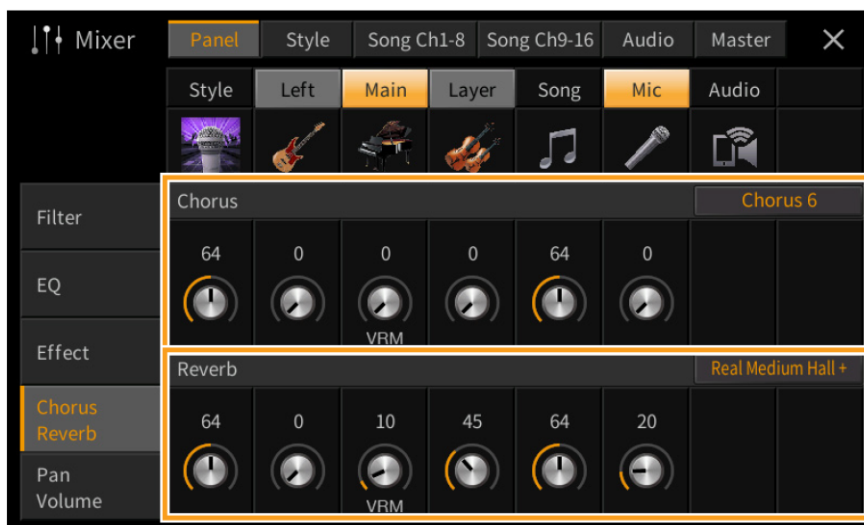 Mixer
Panel Style Song Ch1-8 Song Ch9-16 Audio Master
Style Left Main Layer Song Mic Audio
Filter
EQ
Effect
Chorus
Reverb
Pan
Volume
Chorus Chorus 6
64 0 0 0 64 0
VRM
Reverb Real Medium Hall +
64 0 10 45 64 20
VRM